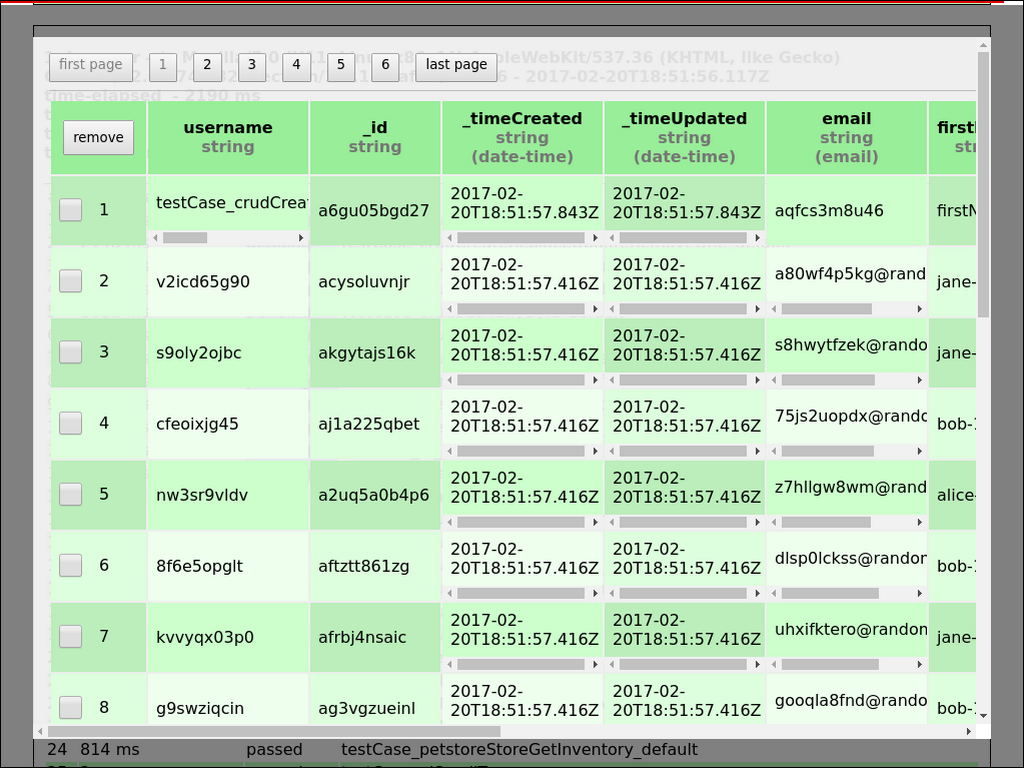 first page 1 2 3 4 5 6 last page
time-elapsed - 2190 ms
remove username _id _timeCreated _timeUpdated email
string string string string string
(date-time) (date-time) (email)
1 testCase_crudCrea a6gu05bgd27 2017-02-20T18:51:57.843Z 2017-02-20T18:51:57.843Z aqfcs3m8u46 firstN
2 v2icd65g90 acysoluvnjr 2017-02-20T18:51:57.416Z 2017-02-20T18:51:57.416Z a80wf4p5kg@rand jane-
3 s9oly2ojbc akgytajs16k 2017-02-20T18:51:57.416Z 2017-02-20T18:51:57.416Z s8hwytfzek@rando jane-
4 cfeoixjg45 aj1a225qbet 2017-02-20T18:51:57.416Z 2017-02-20T18:51:57.416Z 75js2uopdx@rando bob-
5 nw3sr9vldv a2uq5a0b4p6 2017-02-20T18:51:57.416Z 2017-02-20T18:51:57.416Z z7hllgw8wm@rand alice-
6 8f6e5opglt aftztt861zg 2017-02-20T18:51:57.416Z 2017-02-20T18:51:57.416Z dlsp0lckss@random bob-
7 kvvyqx03p0 afrbj4nsaic 2017-02-20T18:51:57.416Z 2017-02-20T18:51:57.416Z uhxifktero@random jane-
8 g9swziqcin ag3vgzueinl 2017-02-20T18:51:57.416Z 2017-02-20T18:51:57.416Z gooqla8fnd@rando bob-
24 814 ms passed testCase_petstoreStoreGetInventory_default